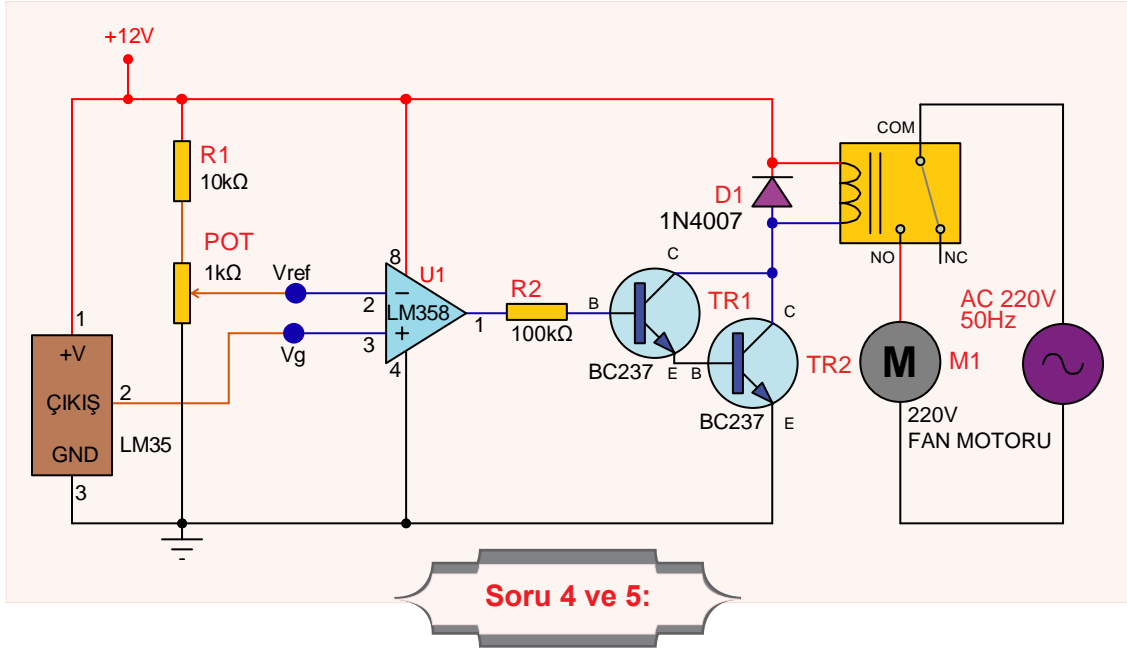 +12V
R1
10kΩ
POT
1kΩ
Vref
Vg
1
+V
ÇIKIŞ
2
GND
LM35
3
8
U1
2
LM358
3
1
4
R2
100kΩ
B
C
TR1
BC237
E
B
C
TR2
BC237
E
D1
1N4007
COM
NO
NC
AC 220V
50Hz
M
M1
220V
FAN MOTORU
Soru 4 ve 5: